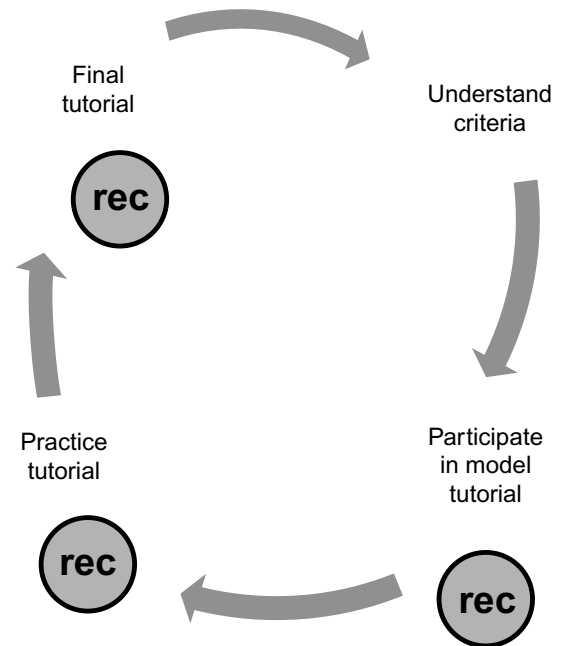 Final
tutorial
rec
Understand
criteria
Participate
in model
tutorial
rec
Practice
tutorial
rec